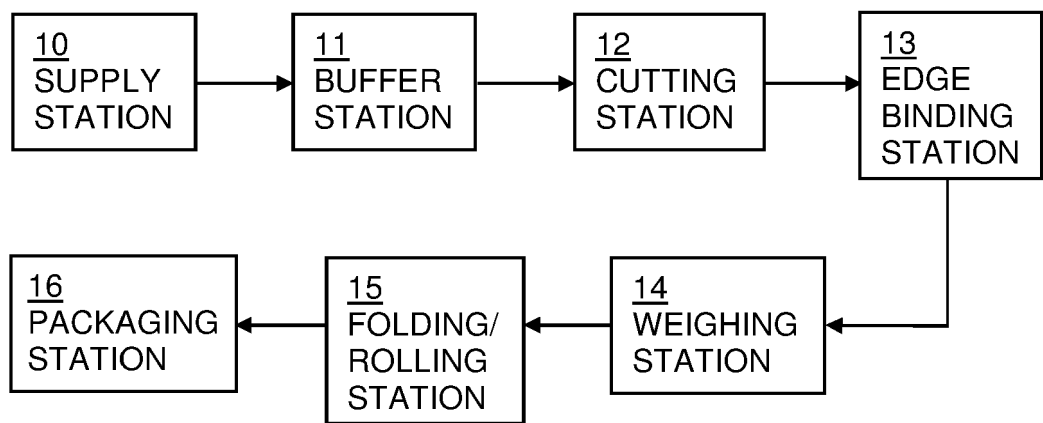 10
SUPPLY
STATION
11
BUFFER
STATION
12
CUTTING
STATION
13
EDGE
BINDING
STATION
14
WEIGHING
STATION
15
FOLDING/
ROLLING
STATION
16
PACKAGING
STATION